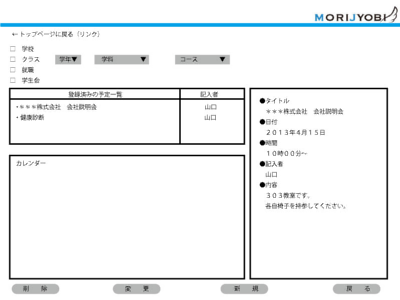 MORIJYOBI
←トップページに戻る（リンク）
□ 学校
□ クラス 学年▼ 学科▼ コース▼
□ 就職
□ 学生会
登録済みの予定一覧 記入者
・＊＊＊株式会社 会社説明会 山口
・健康診断 山口
カレンダー
●タイトル
＊＊＊株式会社 会社説明会
●日付
２０１３年４月１５日
●時間
１０時００分～
●記入者
山口
●内容
３０３教室です。
各自椅子を持参してください。
削 除 変 更 新 規 戻 る